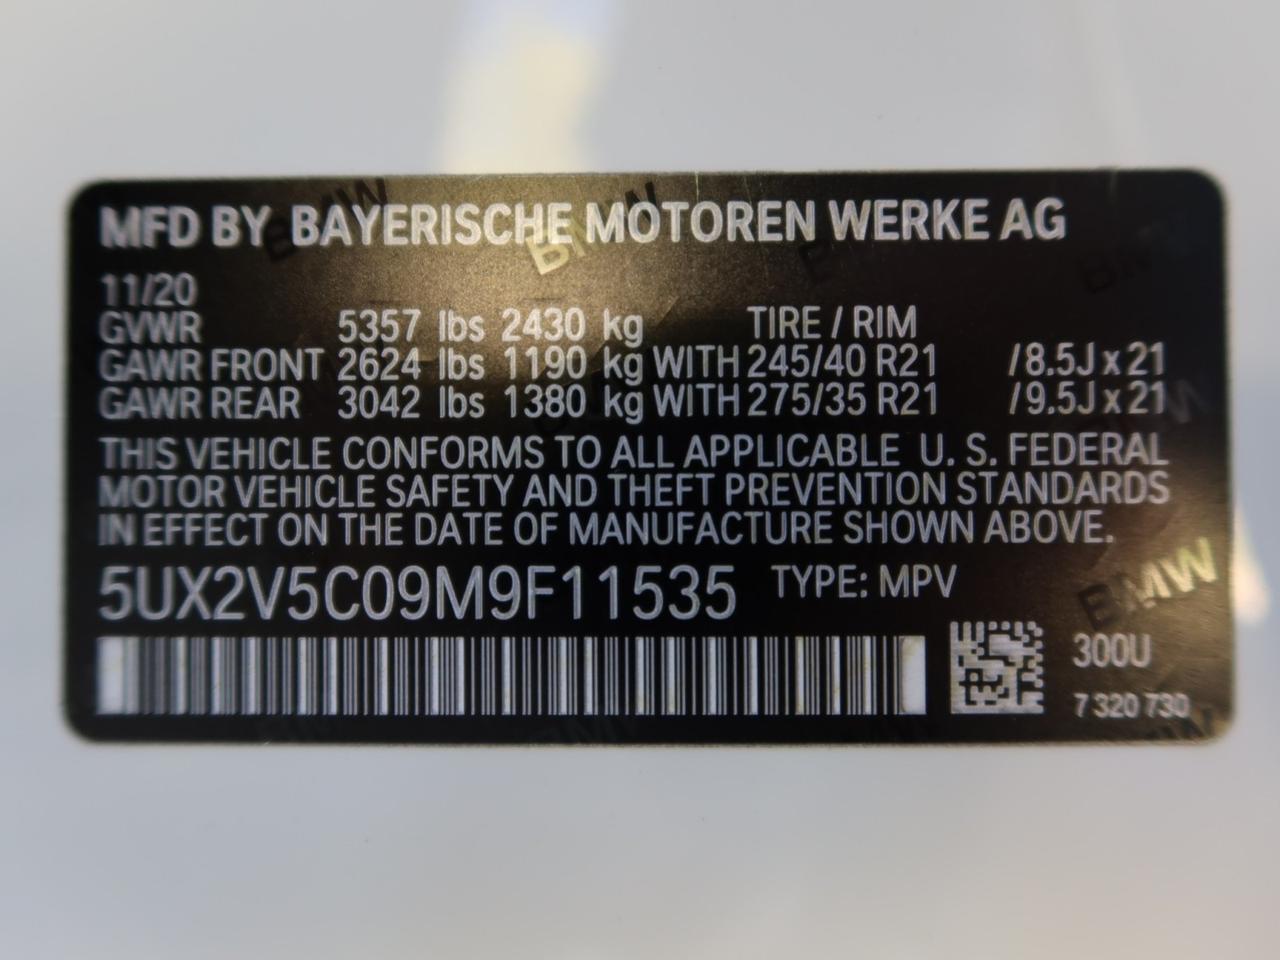 MFD BY BAYERISCHE MOTOREN WERKE AG
11/20
GVWR 5357 lbs 2430 kg TIRE / RIM
GAWR FRONT 2624 lbs 1190 kg WITH 245/40 R21 /8.5J x 21
GAWR REAR 3042 lbs 1380 kg WITH 275/35 R21 /9.5J x 21
THIS VEHICLE CONFORMS TO ALL APPLICABLE U. S. FEDERAL
MOTOR VEHICLE SAFETY AND THEFT PREVENTION STANDARDS
IN EFFECT ON THE DATE OF MANUFACTURE SHOWN ABOVE.
5UX2V5C09M9F11535 TYPE: MPV
BMW
300U
7 320 730